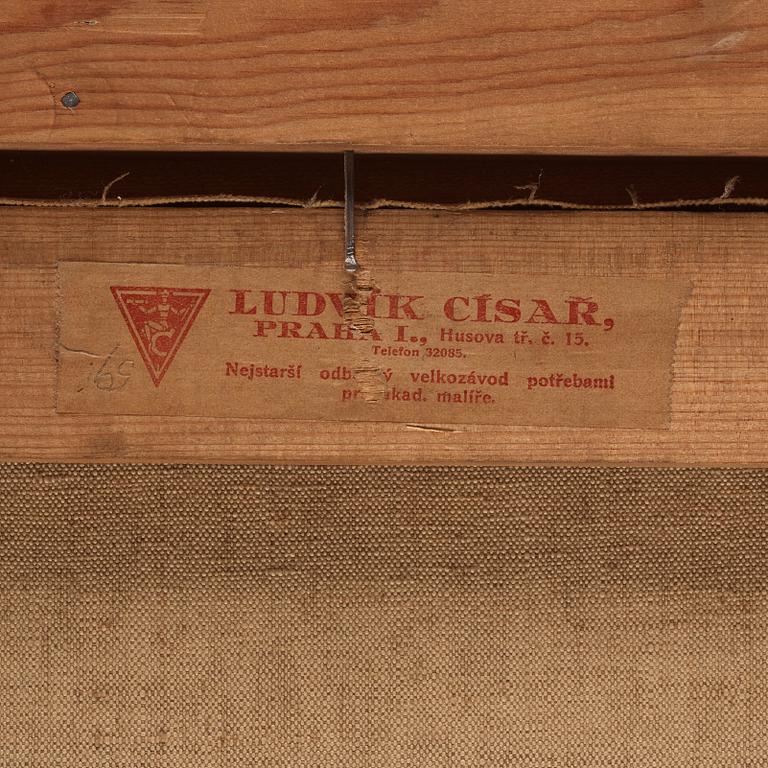 LUDVÍK CÍSAŘ,
PRAHA I., Husova tř. č. 15.
Telefon 32085.
Nejstarší velkozávod potřebami
akad. malíře.